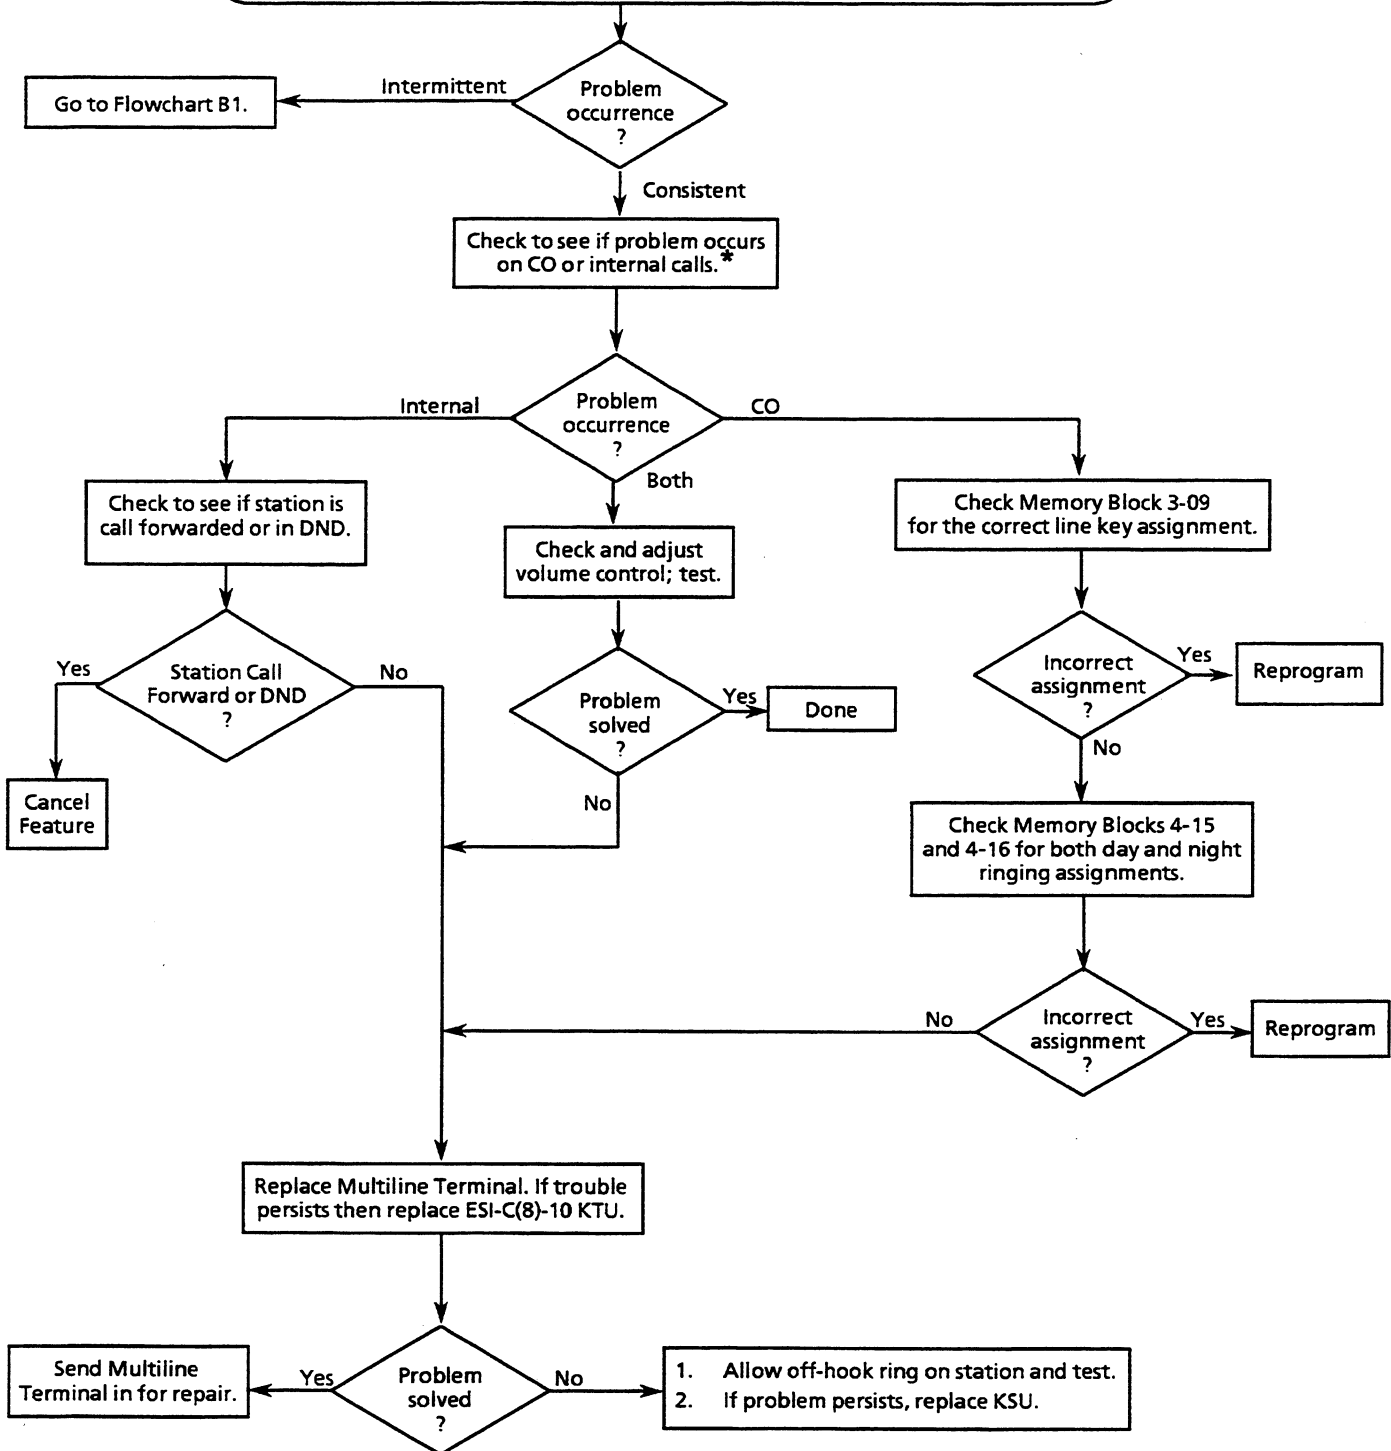 Problem
occurrence
?
Intermittent
Go to Flowchart B1.
Consistent
Check to see if problem occurs
on CO or internal calls.*
Problem
occurrence
?
Internal
CO
Both
Check to see if station is
call forwarded or in DND.
Check and adjust
volume control; test.
Check Memory Block 3-09
for the correct line key assignment.
Station Call
Forward or DND
?
Yes
No
Cancel
Feature
Problem
solved
?
Yes
Done
No
Incorrect
assignment
?
Yes
Reprogram
No
Check Memory Blocks 4-15
and 4-16 for both day and night
ringing assignments.
Incorrect
assignment
?
No
Yes
Reprogram
Replace Multiline Terminal. If trouble
persists then replace ESI-C(8)-10 KTU.
Problem
solved
?
Yes
Send Multiline
Terminal in for repair.
No
1. Allow off-hook ring on station and test.
2. If problem persists, replace KSU.